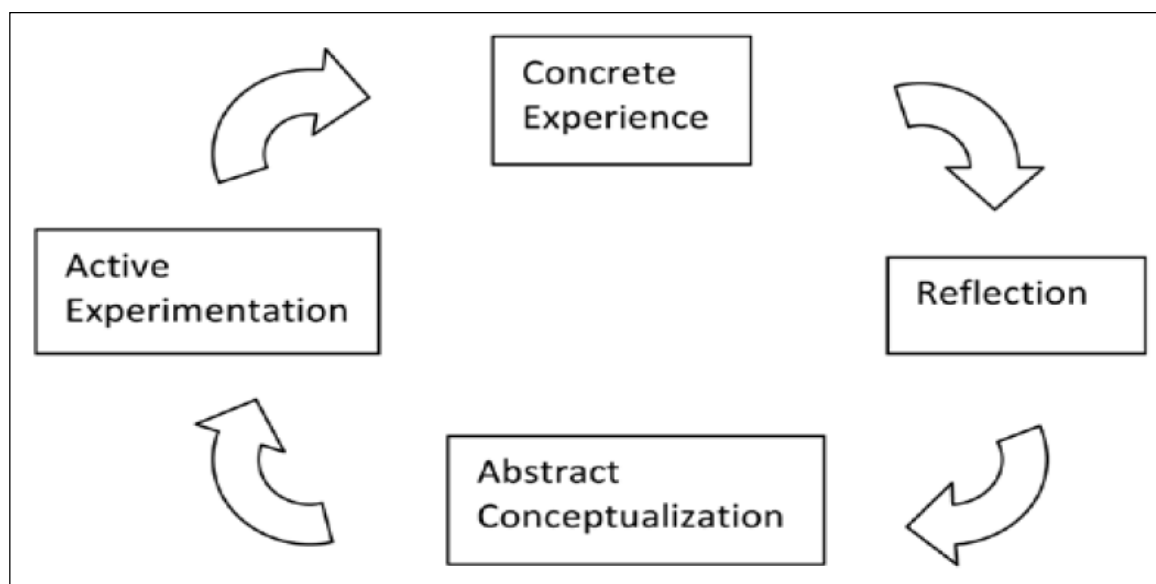 Concrete
Experience
Reflection
Abstract
Conceptualization
Active
Experimentation